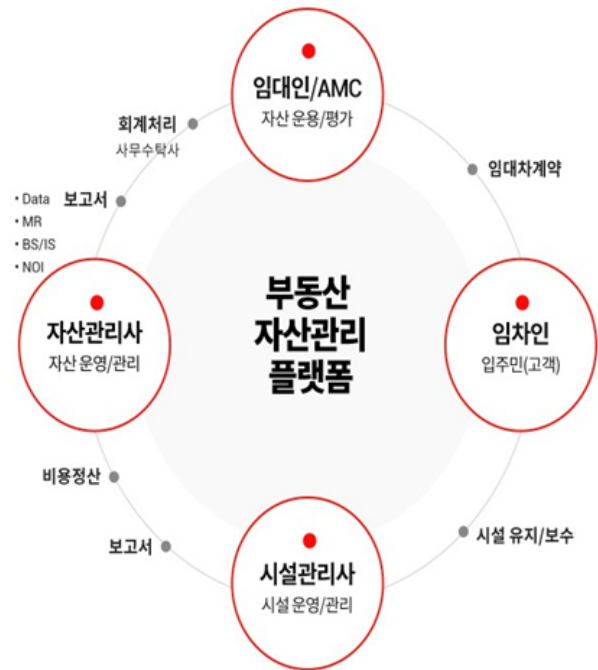 임대인/AMC
자산 운용/평가
회계처리
사무수탁사
임대차계약
보고서
• Data
• MR
• BS/IS
• NOI
부동산
자산관리
플랫폼
자산관리사
자산 운영/관리
임차인
입주민(고객)
비용정산
보고서
시설 유지/보수
시설관리사
시설 운영/관리